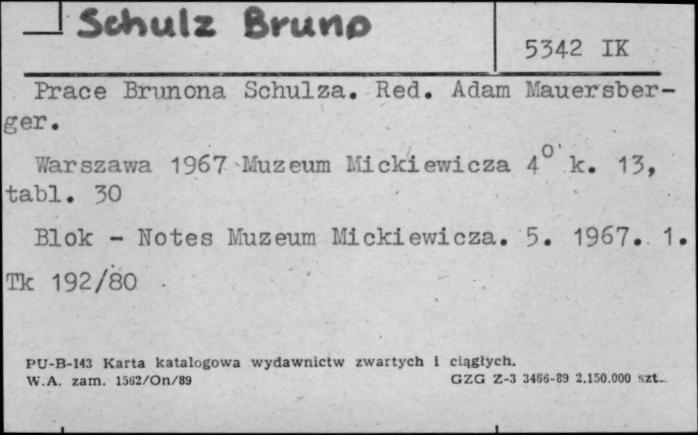 Schulz Bruno
5342 IK
Prace Brunona Schulza. Red. Adam Mauersber-
ger.
Warszawa 1967 Muzeum Mickiewicza 4° k. 13,
tabl. 30
Blok - Notes Muzeum Mickiewicza. 5. 1967. 1.
Tk 192/80
PU-B-143 Karta katalogowa wydawnictw zwartych i ciągłych.
W.A. zam. 1562/On/89 GZG Z-3 3466-89 2.150.000 szt.